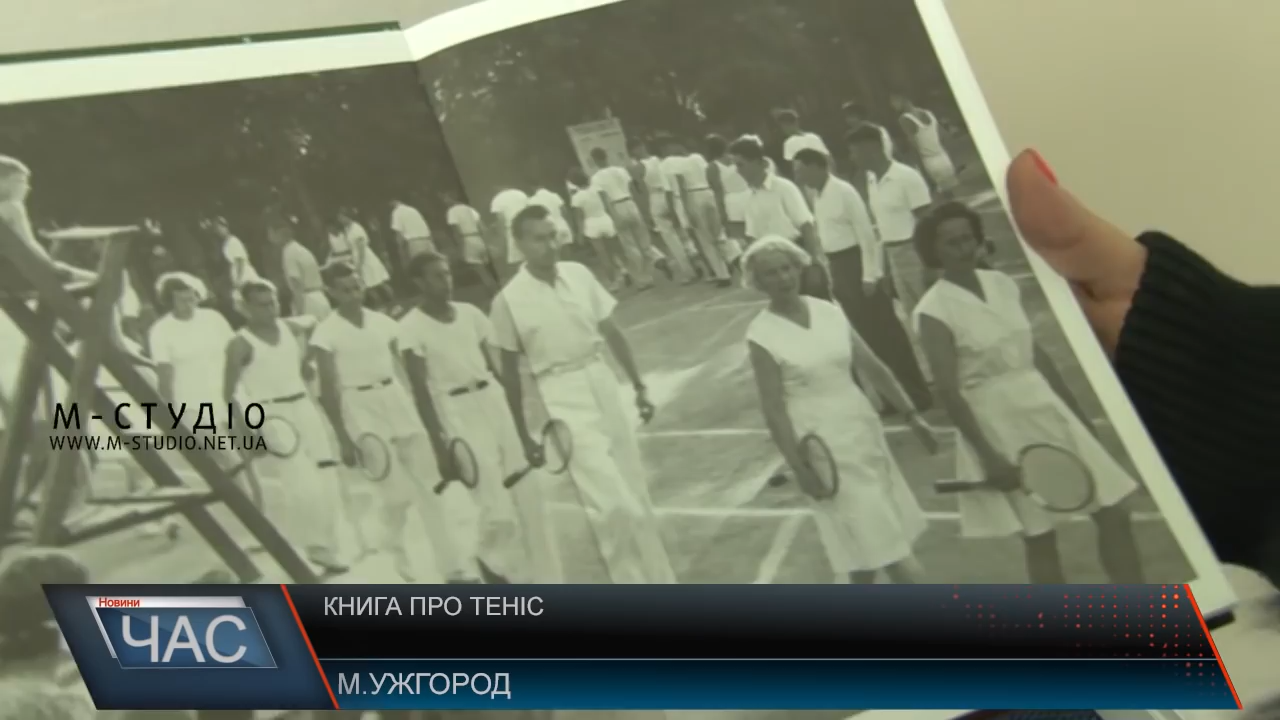 М-СТУДІО
WWW.M-STUDIO.NET.UA
Новини
ЧАС
КНИГА ПРО ТЕНІС
М.УЖГОРОД